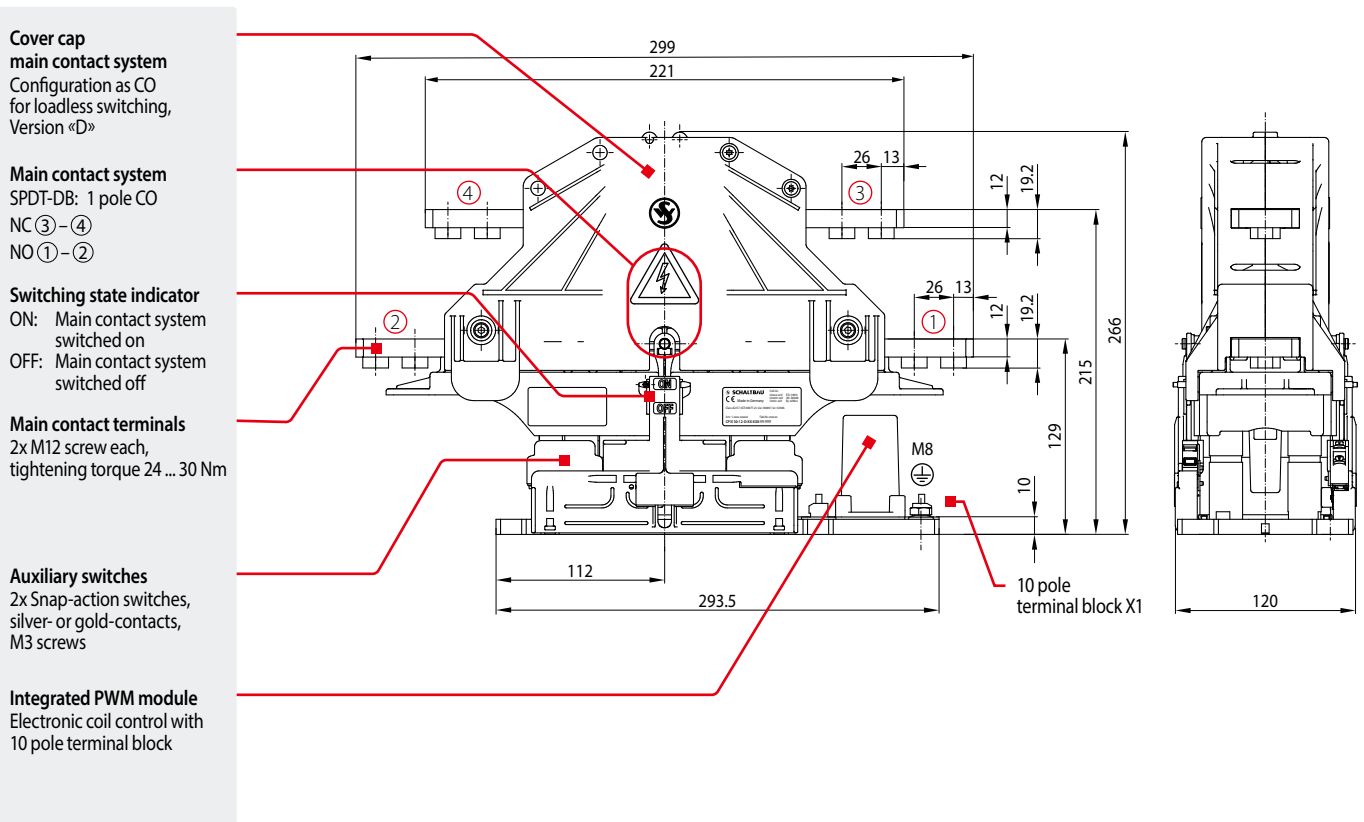 Cover cap
main contact system
Configuration as CO
for loadless switching,
Version «D»
Main contact system
SPDT-DB: 1 pole CO
NC ③ – ④
NO ① – ②
Switching state indicator
ON: Main contact system
switched on
OFF: Main contact system
switched off
Main contact terminals
2x M12 screw each,
tightening torque 24 ... 30 Nm
Auxiliary switches
2x Snap-action switches,
silver- or gold-contacts,
M3 screws
Integrated PWM module
Electronic coil control with
10 pole terminal block
299
221
26 13
12
19.2
④
③
26 13
12
19.2
②
①
266
215
129
10
ON
OFF
SCHALTBAU
CE Made in Germany
M8
112
293.5
10 pole
terminal block X1
120